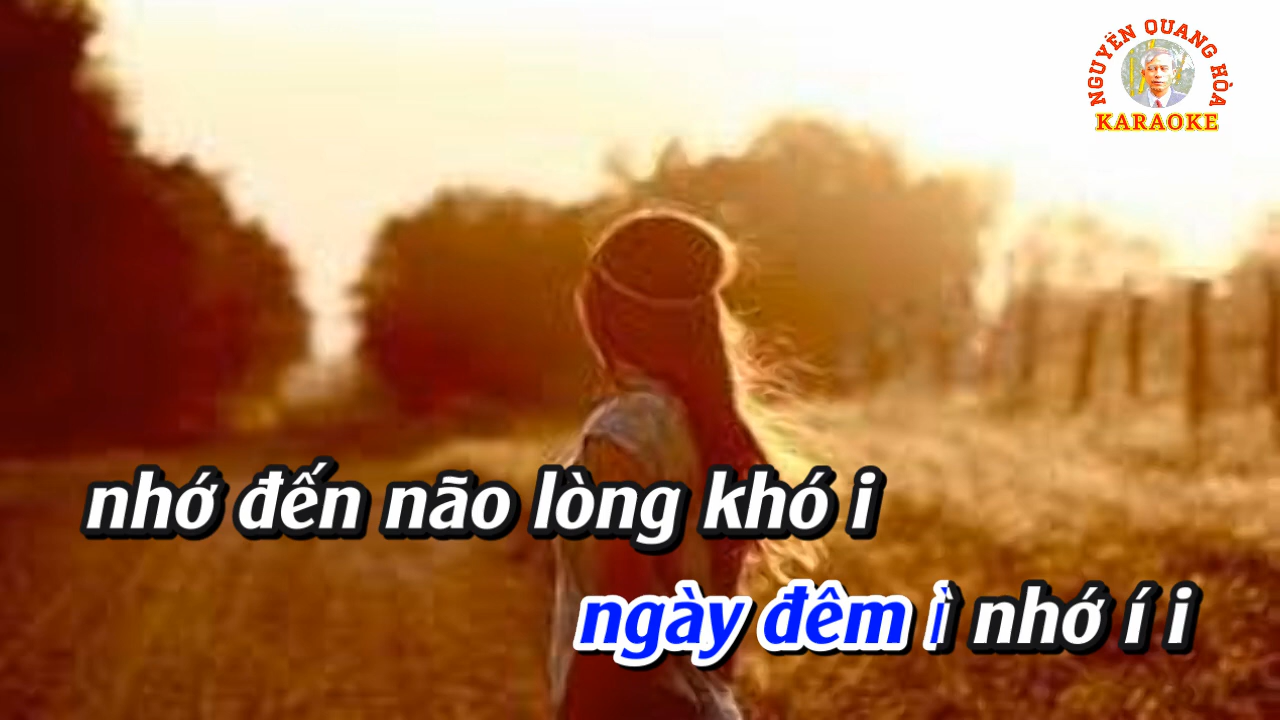 NGUYỄN QUANG HÒA
KARAOKE
nhớ đến não lòng khó i
ngày đêm ì nhớ í i